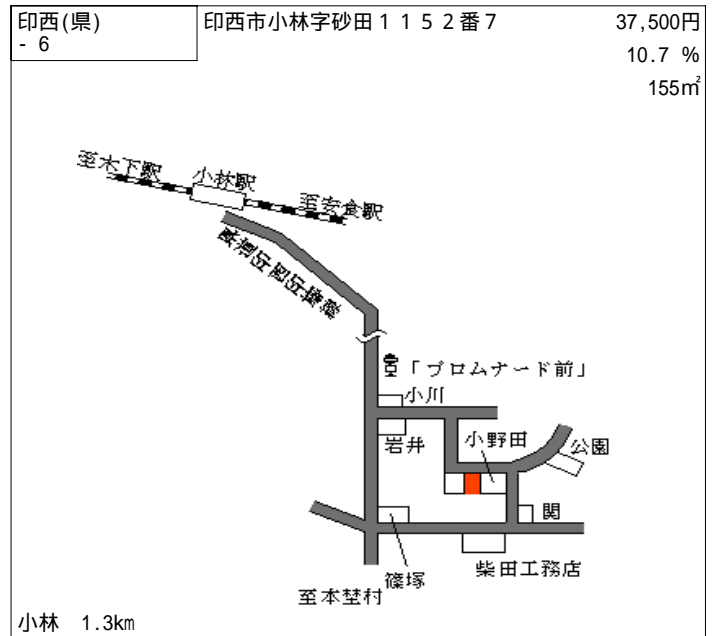 印西(県)
- 6
印西市小林字砂田１１５２番７
37,500円
10.7 %
155㎡
至木下駅
小林駅
至安食駅
「プロムナード前」
小川
岩井
小野田
公園
関
篠塚
柴田工務店
至本埜村
小林 1.3km